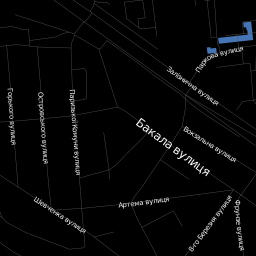 Паркова вулиця
Залізнична вулиця
Горького вулиця
Островського вулиця
Паризької Комуни вулиця
Бакала вулиця
Вокзальна вулиця
Шевченка вулиця
Артема вулиця
8-го Березня вулиця
Фрунзе вулиця